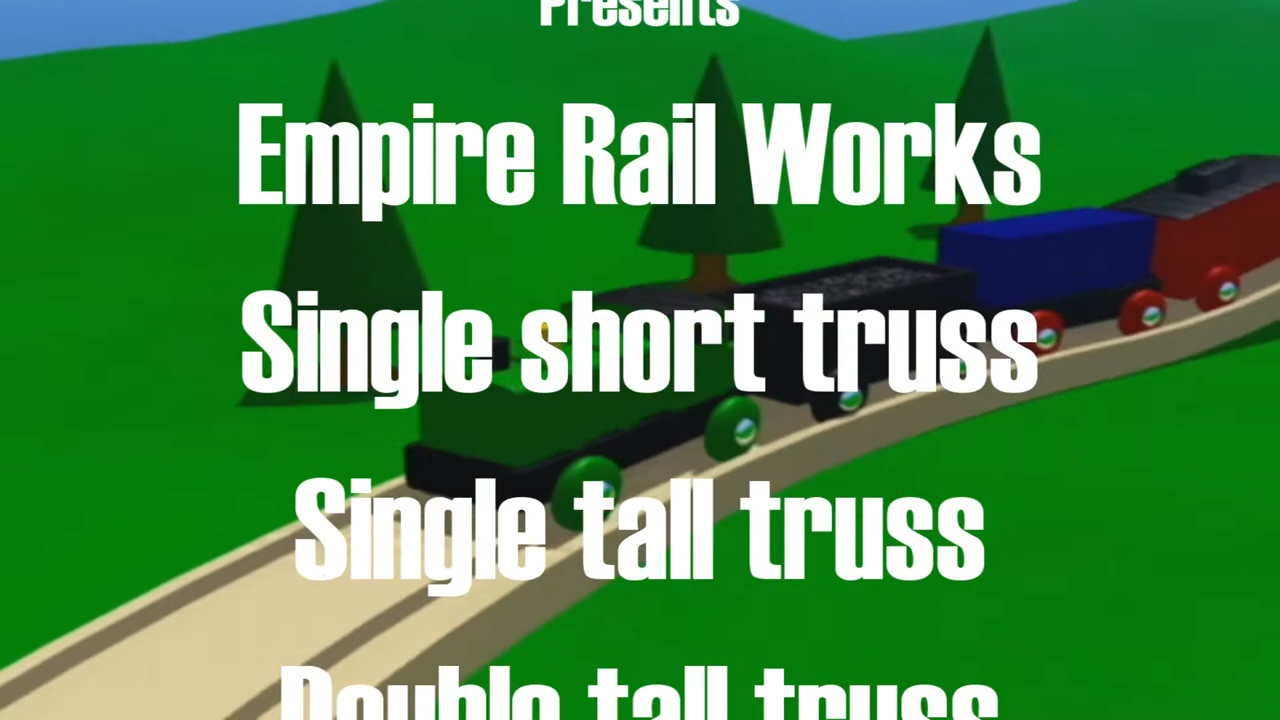 Presents
Empire Rail Works
Single short truss
Single tall truss
Double tall truss